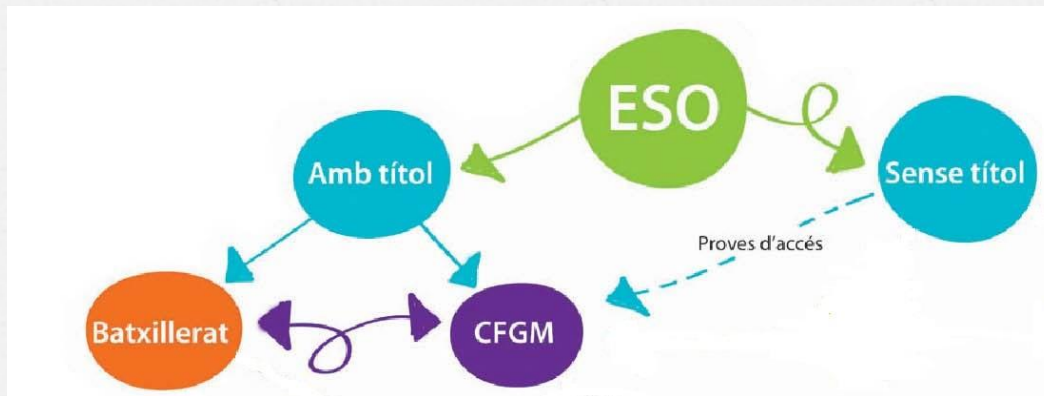 ESO
Amb títol
Sense títol
Proves d'accés
Batxillerat
CFGM